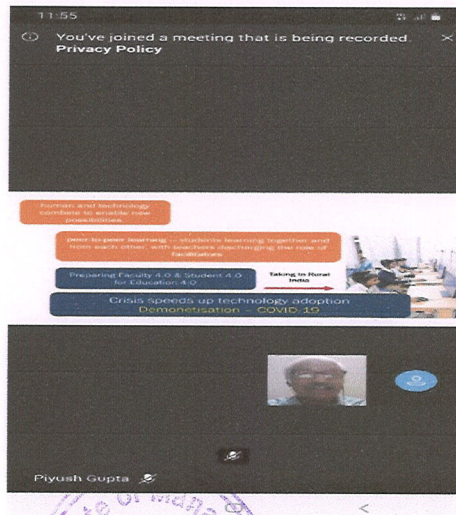 11:55
You've joined a meeting that is being recorded.
Privacy Policy
human and technology
combine to enable new
possibilities
peer to peer learning – students learning together and
from each other, with teachers discharging the role of
facilitators
Preparing Faculty 4.0 & Student 4.0
for Education 4.0
Taking to Rural
India
Crisis speeds up technology adoption
Demonetisation – COVID-19
Piyush Gupta
of